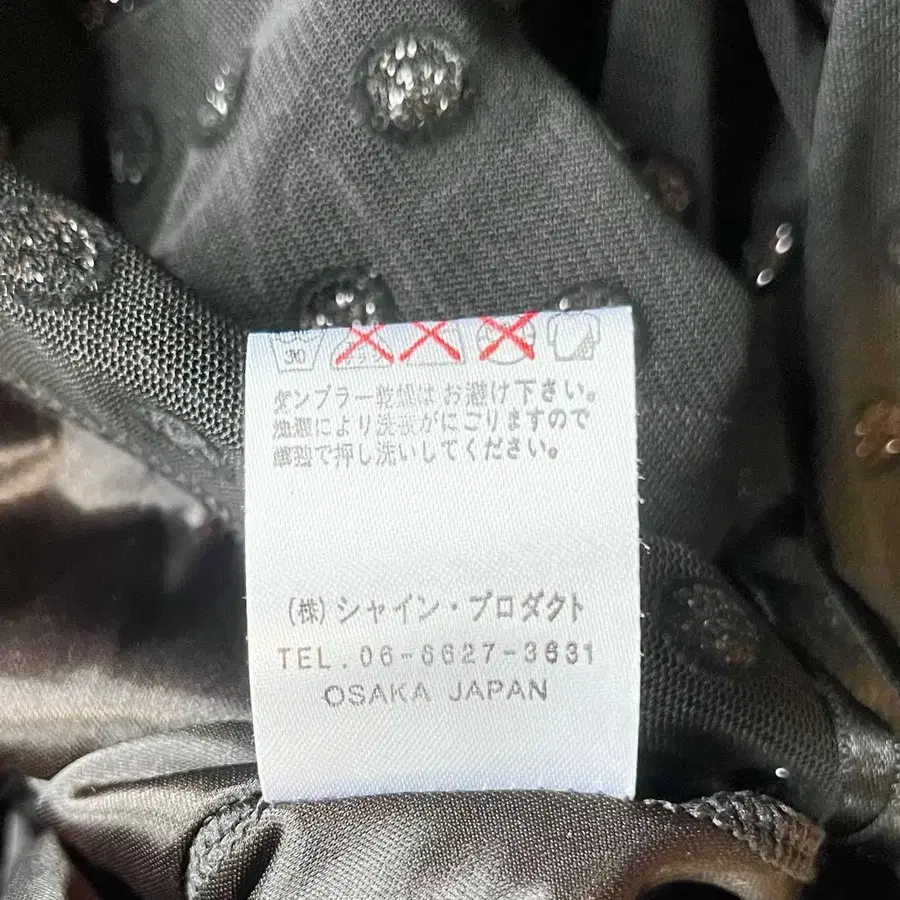 30
タンブラー乾燥はお避け下さい。
濃過により洗液がにごりますので
単独で押し洗いしてください。
(株)シャイン・プロダクト
TEL.06-6627-3631
OSAKA JAPAN